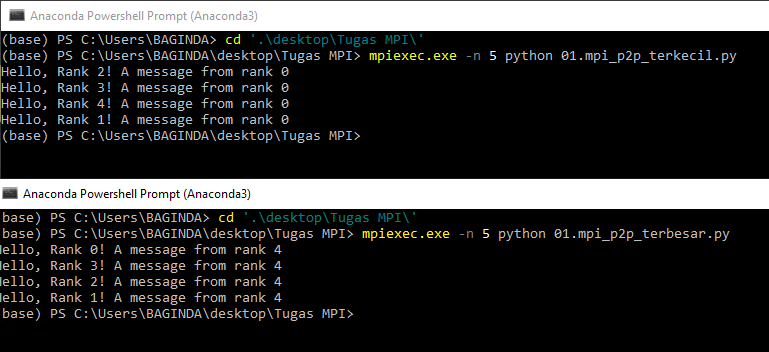 Anaconda Powershell Prompt (Anaconda3)
(base) PS C:\Users\BAGINDA> cd '.\desktop\Tugas MPI\'
(base) PS C:\Users\BAGINDA\desktop\Tugas MPI> mpiexec.exe -n 5 python 01.mpi_p2p_terkecil.py
Hello, Rank 2! A message from rank 0
Hello, Rank 3! A message from rank 0
Hello, Rank 4! A message from rank 0
Hello, Rank 1! A message from rank 0
(base) PS C:\Users\BAGINDA\desktop\Tugas MPI>
Anaconda Powershell Prompt (Anaconda3)
base) PS C:\Users\BAGINDA> cd '.\desktop\Tugas MPI\'
base) PS C:\Users\BAGINDA\desktop\Tugas MPI> mpiexec.exe -n 5 python 01.mpi_p2p_terbesar.py
ello, Rank 0! A message from rank 4
ello, Rank 3! A message from rank 4
ello, Rank 2! A message from rank 4
ello, Rank 1! A message from rank 4
base) PS C:\Users\BAGINDA\desktop\Tugas MPI>